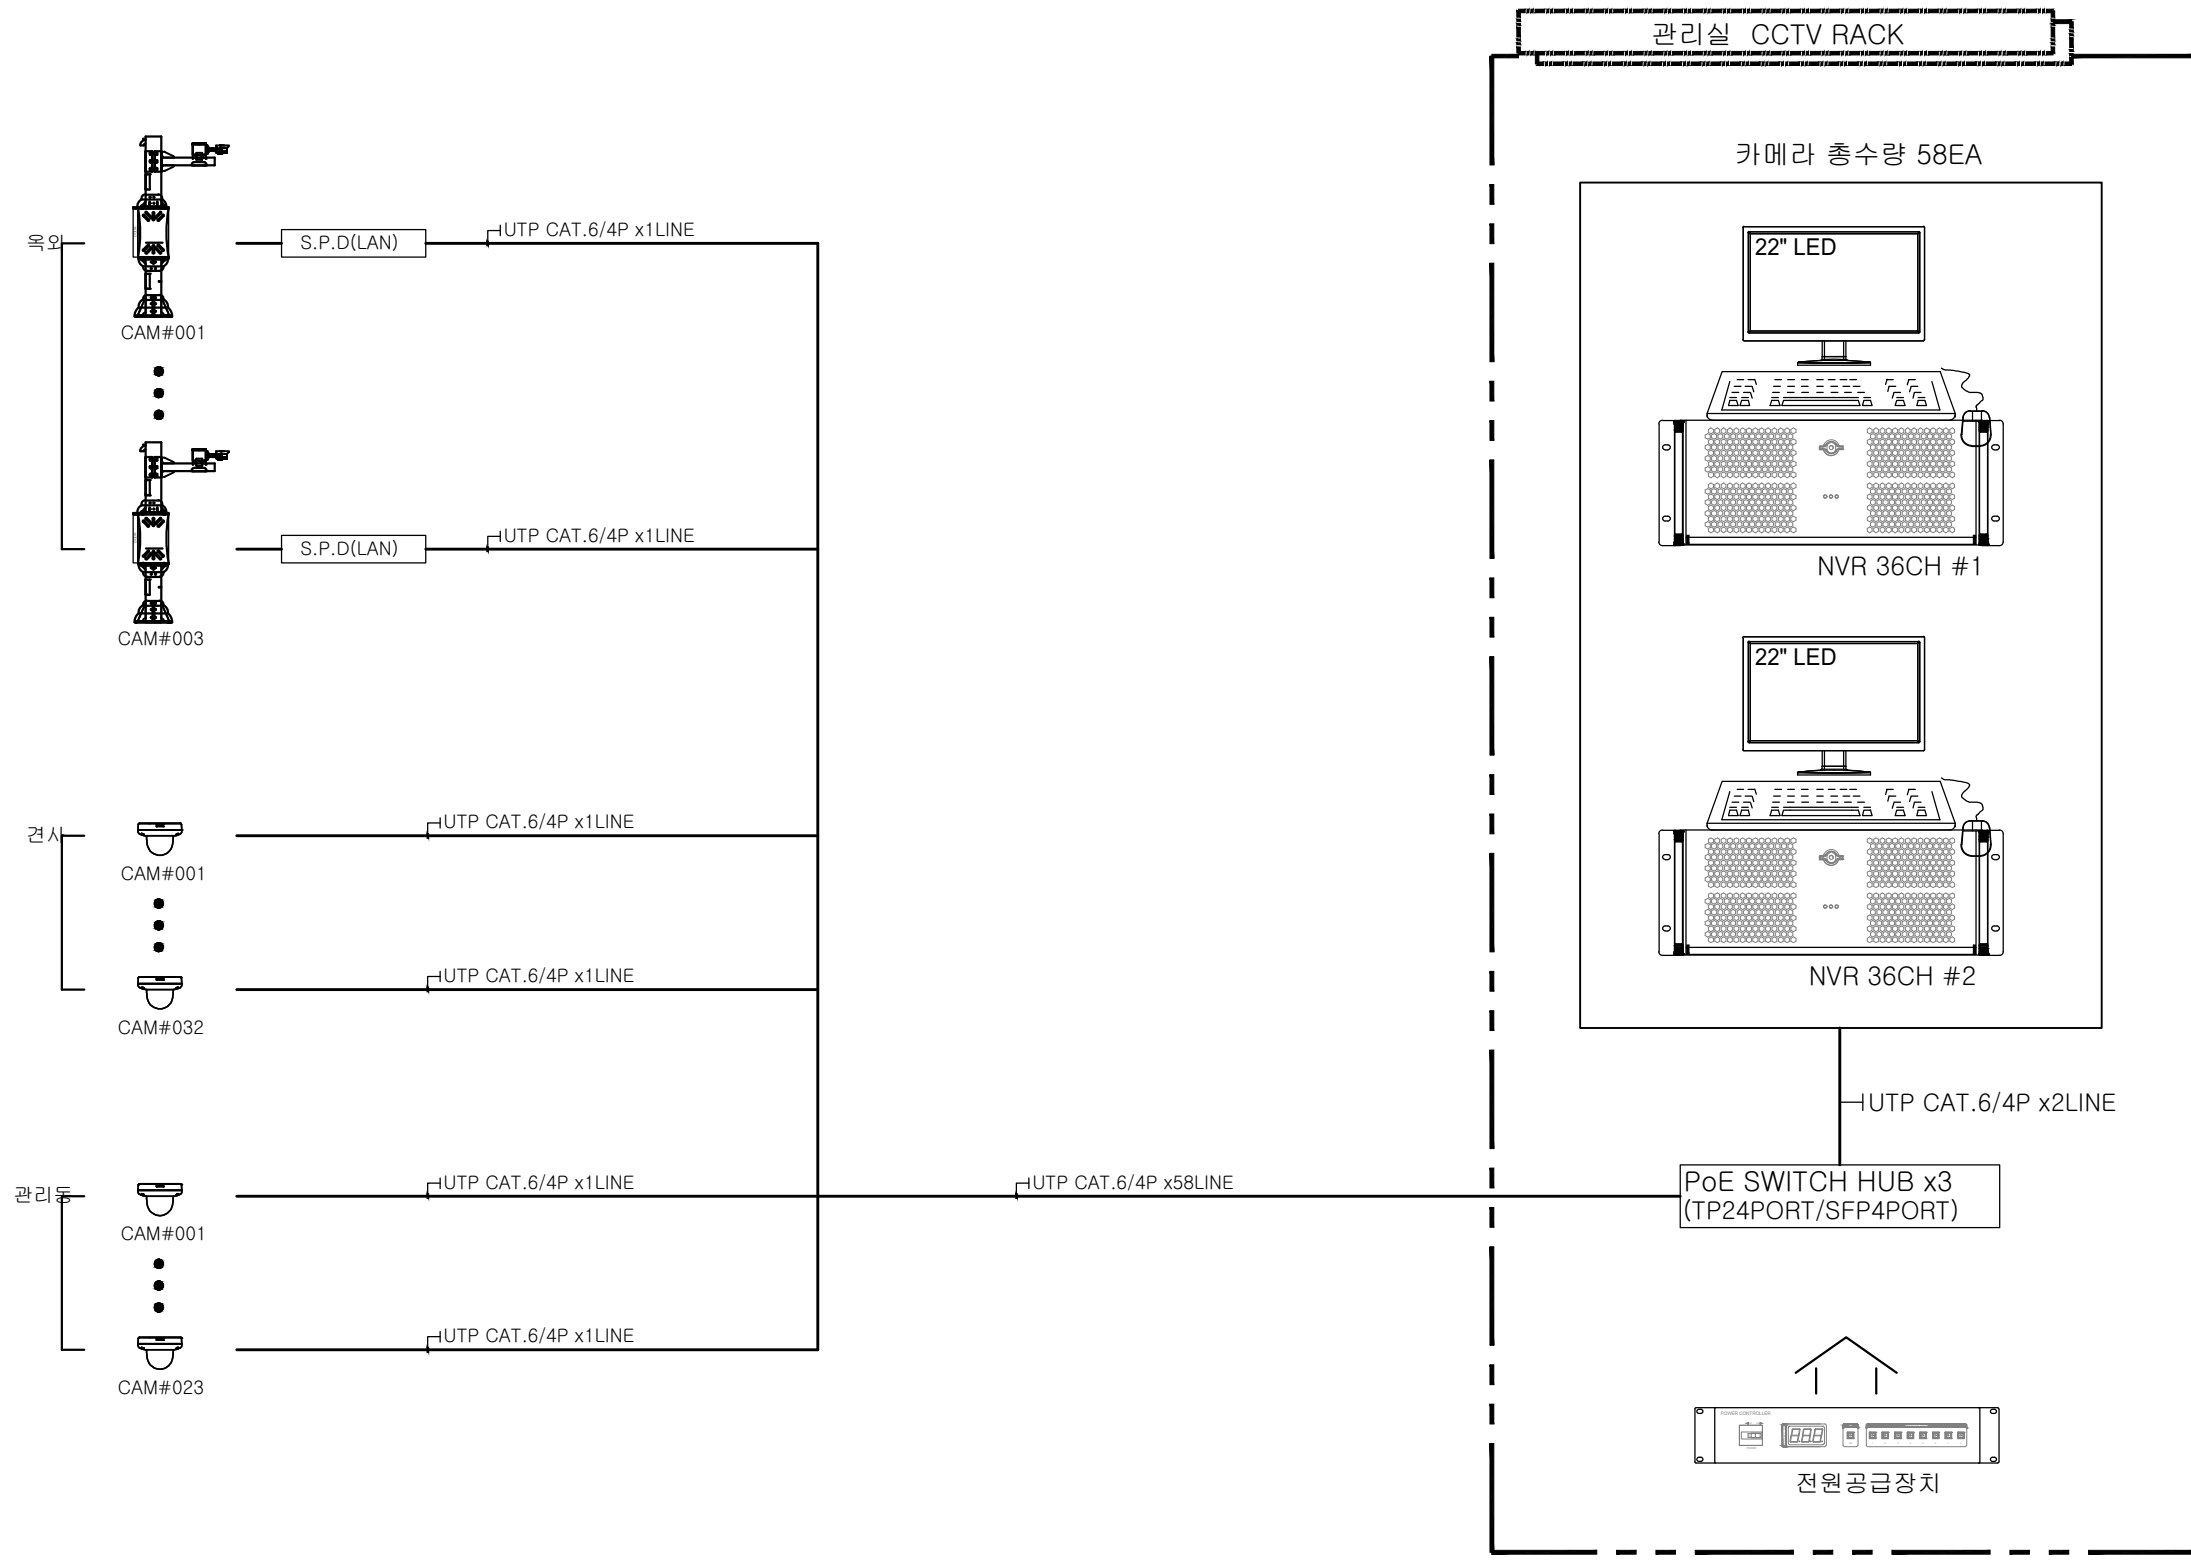 관리실 CCTV RACK
카메라 총수량 58EA
22" LED
NVR 36CH #1
22" LED
NVR 36CH #2
UTP CAT.6/4P x2LINE
PoE SWITCH HUB x3
(TP24PORT/SFP4PORT)
POWER CONTROLLER
전원공급장치
옥외
S.P.D(LAN)
UTP CAT.6/4P x1LINE
CAM#001
S.P.D(LAN)
UTP CAT.6/4P x1LINE
CAM#003
견사
UTP CAT.6/4P x1LINE
CAM#001
UTP CAT.6/4P x1LINE
CAM#032
관리동
UTP CAT.6/4P x1LINE
UTP CAT.6/4P x58LINE
CAM#001
UTP CAT.6/4P x1LINE
CAM#023